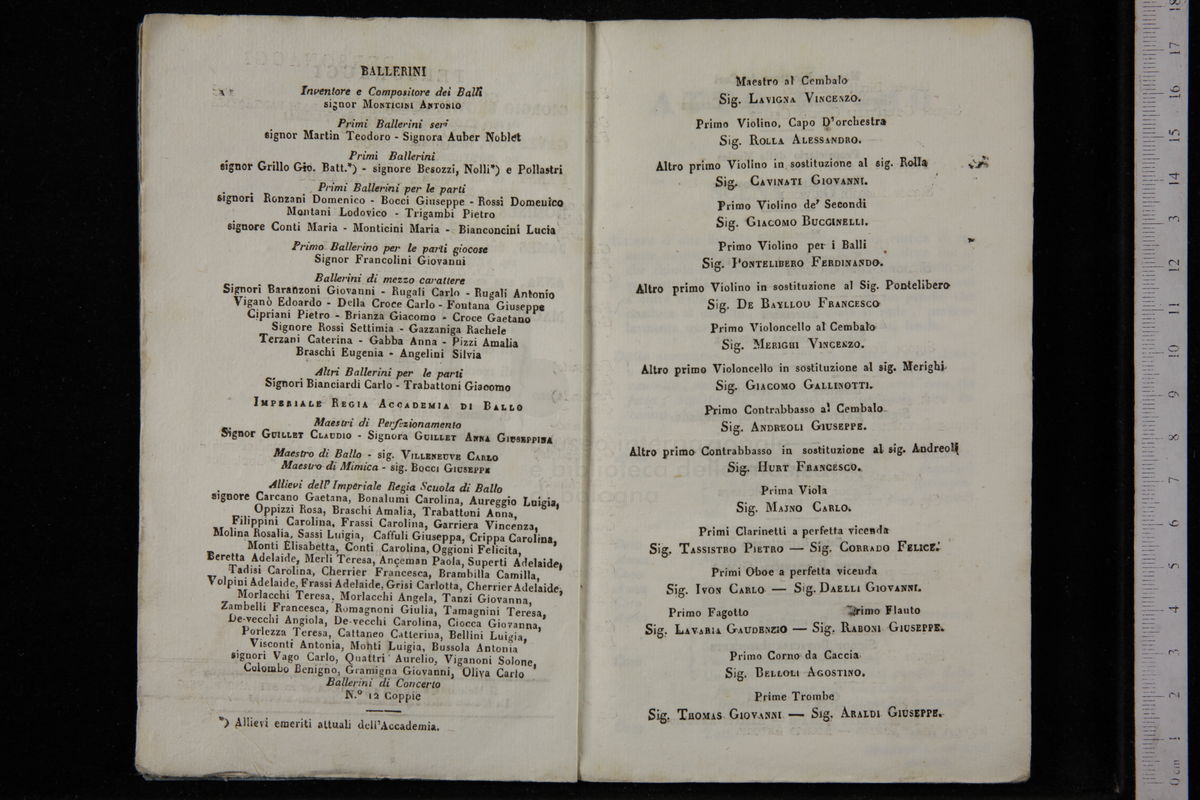 BALLERINI
Inventore e Compositore dei Balli
signor Monticini Antonio
Primi Ballerini serj
signor Martin Teodoro - Signora Auber Noblet
Primi Ballerini
signor Grillo Gio. Batt.*) - signore Besozzi, Nolli*) e Pollastri
Primi Ballerini per le parti
signori Ronzani Domenico - Bocci Giuseppe - Rossi Domenico
Montani Lodovico - Trigambi Pietro
signore Conti Maria - Monticini Maria - Bianconcini Lucia
Primo Ballerino per le parti giocose
Signor Francolini Giovanni
Ballerini di mezzo carattere
Signori Baranzoni Giovanni - Rugali Carlo - Rugali Antonio
Viganò Edoardo - Della Croce Carlo - Fontana Giuseppe
Cipriani Pietro - Brianza Giacomo - Croce Gaetano
Signore Rossi Settimia - Gazzaniga Rachele
Terzani Caterina - Gabba Anna - Pizzi Amalia
Braschi Eugenia - Angelini Silvia
Altri Ballerini per le parti
Signori Bianciardi Carlo - Trabattoni Giacomo
Imperiale Regia Accademia di Ballo
Maestri di Perfezionamento
Signor Guillet Claudio - Signora Guillet Anna Giuseppina
Maestro di Ballo - sig. Villeneuve Carlo
Maestro di Mimica - sig. Bocci Giuseppe
Allievi dell'Imperiale Regia Scuola di Ballo
signore Carcano Gaetana, Bonalumi Carolina, Aureggio Luigia,
Oppizzi Rosa, Braschi Amalia, Trabattoni Anna,
Filippini Carolina, Frassi Carolina, Garriera Vincenza,
Molina Rosalia, Sassi Luigia, Caffuli Giuseppa, Crippa Carolina,
Monti Elisabetta, Conti Carolina, Oggioni Felicita,
Beretta Adelaide, Merli Teresa, Ançeman Paola, Superti Adelaide,
Tadisi Carolina, Cherrier Francesca, Brambilla Camilla,
Volpini Adelaide, Frassi Adelaide, Grisi Carlotta, Cherrier Adelaide,
Morlacchi Teresa, Morlacchi Angela, Tanzi Giovanna,
Zambelli Francesca, Romagnoni Giulia, Tamagnini Teresa,
De-vecchi Angiola, De-vecchi Carolina, Ciocca Giovanna,
Porlezza Teresa, Cattaneo Catterina, Bellini Luigia,
Visconti Antonia, Mohti Luigia, Bussola Antonia
signori Vago Carlo, Quattri Aurelio, Viganoni Solone,
Colombo Benigno, Gramigna Giovanni, Oliva Carlo
Ballerini di Concerto
N.º 12 Coppie
*) Allievi emeriti attuali dell'Accademia.
Maestro al Cembalo
Sig. Lavigna Vincenzo.
Primo Violino, Capo D'orchestra
Sig. Rolla Alessandro.
Altro primo Violino in sostituzione al sig. Rolla
Sig. Cavinati Giovanni.
Primo Violino de' Secondi
Sig. Giacomo Buccinelli.
Primo Violino per i Balli
Sig. Pontelibero Ferdinando.
Altro primo Violino in sostituzione al Sig. Pontelibero
Sig. De Bayllou Francesco
Primo Violoncello al Cembalo
Sig. Merighi Vincenzo.
Altro primo Violoncello in sostituzione al sig. Merighi
Sig. Giacomo Gallinotti.
Primo Contrabbasso al Cembalo
Sig. Andreoli Giuseppe.
Altro primo Contrabbasso in sostituzione al sig. Andreoli
Sig. Hurt Francesco.
Prima Viola
Sig. Majno Carlo.
Primi Clarinetti a perfetta vicenda
Sig. Tassistro Pietro — Sig. Corrado Felice.
Primi Oboe a perfetta vicenda
Sig. Ivon Carlo — Sig. Daelli Giovanni.
Primo Fagotto Primo Flauto
Sig. Lavaria Gaudenzio — Sig. Raboni Giuseppe.
Primo Corno da Caccia
Sig. Belloli Agostino.
Prime Trombe
Sig. Thomas Giovanni — Sig. Araldi Giuseppe.